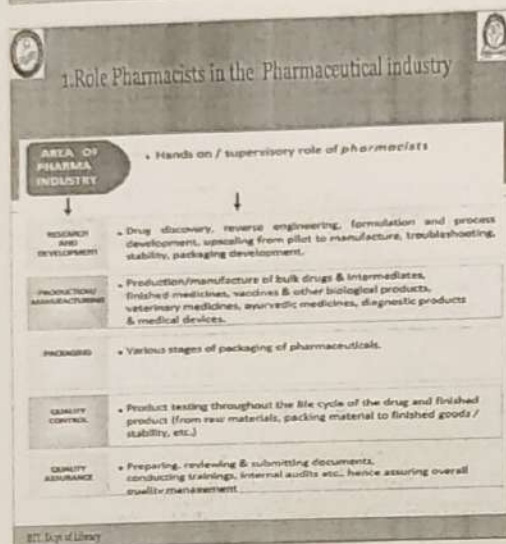 1.Role Pharmacists in the Pharmaceutical industry
AREA OF
PHARMA
INDUSTRY
• Hands on / supervisory role of pharmacists
RESEARCH
AND
DEVELOPMENT
• Drug discovery, reverse engineering, formulation and process
development, upscaling from pilot to manufacture, troubleshooting,
stability, packaging development.
PRODUCTION/
MANUFACTURING
• Production/manufacture of bulk drugs & intermediates,
finished medicines, vaccines & other biological products,
veterinary medicines, ayurvedic medicines, diagnostic products
& medical devices.
PACKAGING
• Various stages of packaging of pharmaceuticals.
QUALITY
CONTROL
• Product testing throughout the life cycle of the drug and finished
product (from raw materials, packing material to finished goods /
stability, etc.)
QUALITY
ASSURANCE
• Preparing, reviewing & submitting documents,
conducting trainings, internal audits etc., hence assuring overall
quality management
Dept of Library